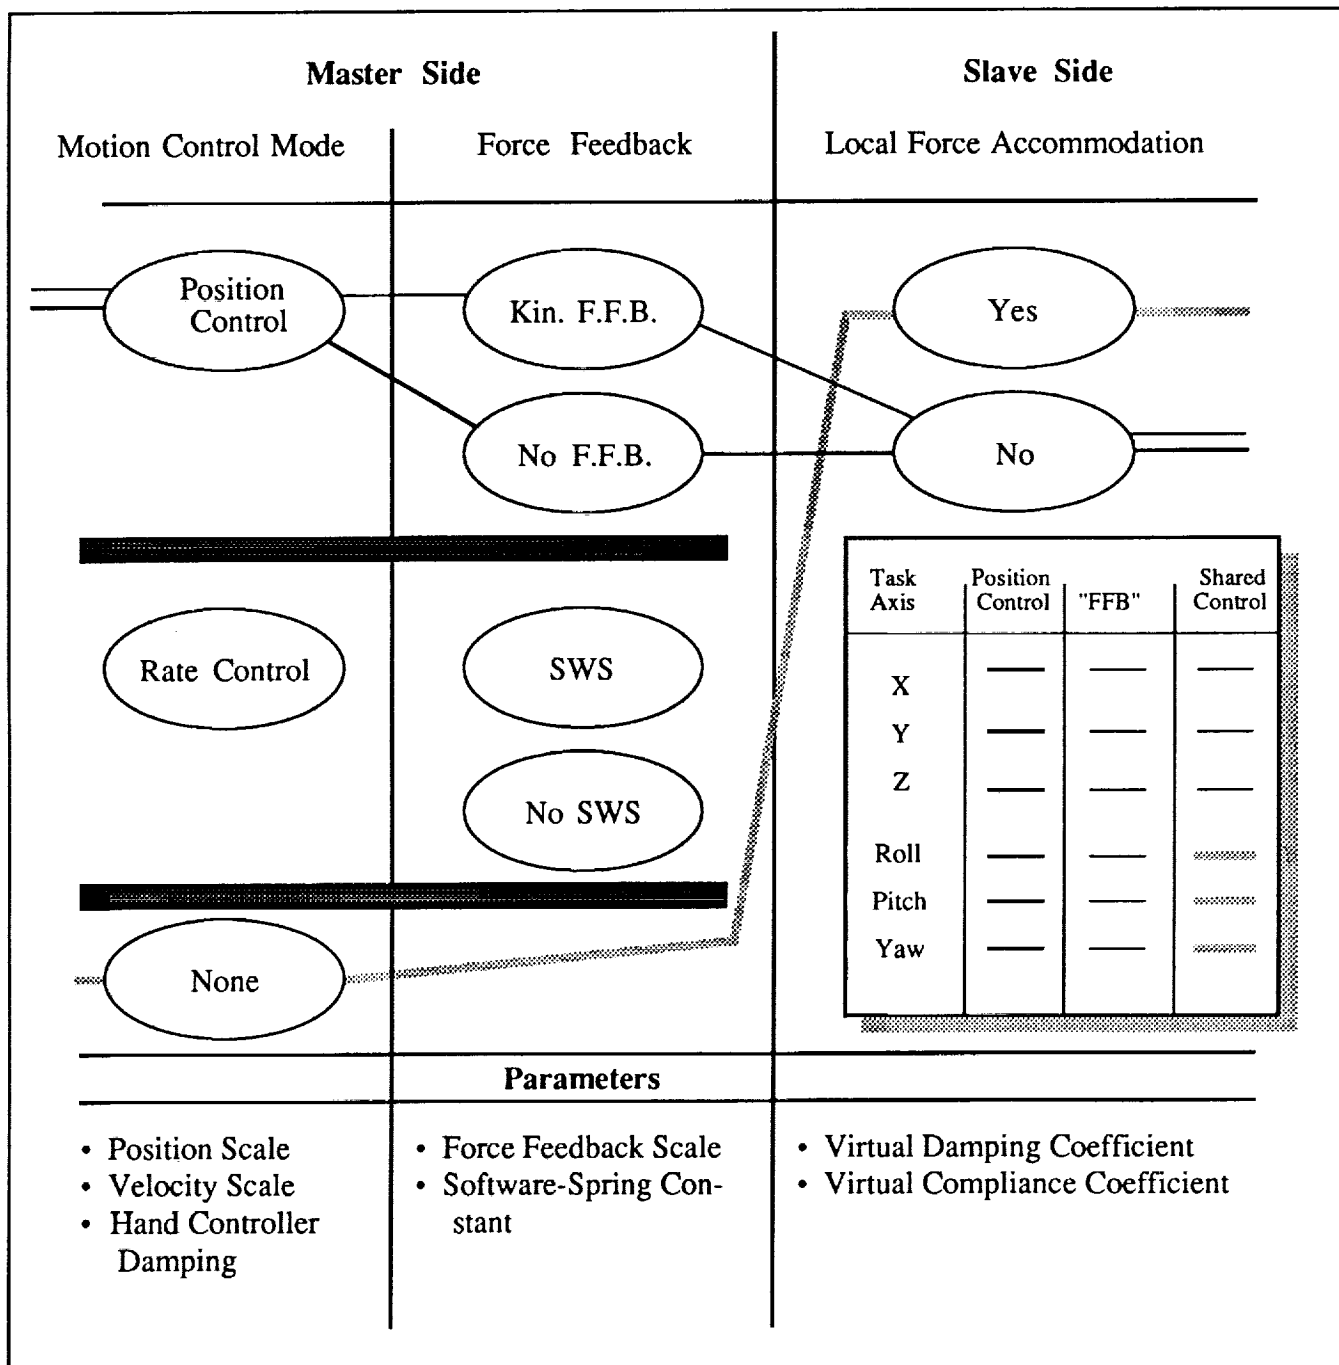 Master Side
Slave Side
Motion Control Mode
Force Feedback
Local Force Accommodation
Position
Control
Kin. F.F.B.
Yes
No F.F.B.
No
Rate Control
SWS
No SWS
None
Task
Axis
Position
Control
"FFB"
Shared
Control
X
Y
Z
Roll
Pitch
Yaw
Parameters
• Position Scale
• Velocity Scale
• Hand Controller
Damping
• Force Feedback Scale
• Software-Spring Con-
stant
• Virtual Damping Coefficient
• Virtual Compliance Coefficient